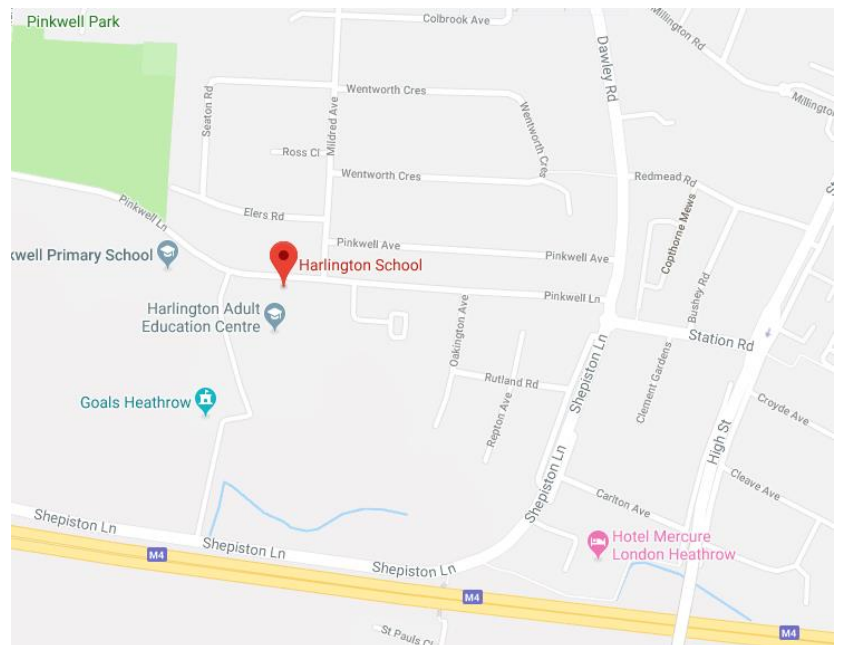 Pinkwell Park
Colbrook Ave
Millington Rd
Dawley Rd
Millington
Seaton Rd
Mildred Ave
Wentworth Cres
Wentworth Cres
Ross Cl
Wentworth Cres
Redmead Rd
Pinkwell Ln
Elers Rd
Copthorne Mews
kwell Primary School
Pinkwell Ave
Pinkwell Ave
Harlington School
Bushey Rd
Pinkwell Ln
Harlington Adult
Education Centre
Oakington Ave
Station Rd
Shepiston Ln
Clement Gardens
Rutland Rd
Goals Heathrow
Repton Ave
Croyde Ave
High St
Cleave Ave
Shepiston Ln
Carlton Ave
Shepiston Ln
Shepiston Ln
Hotel Mercure
London Heathrow
M4
Shepiston Ln
M4
St Pauls Cl
M4